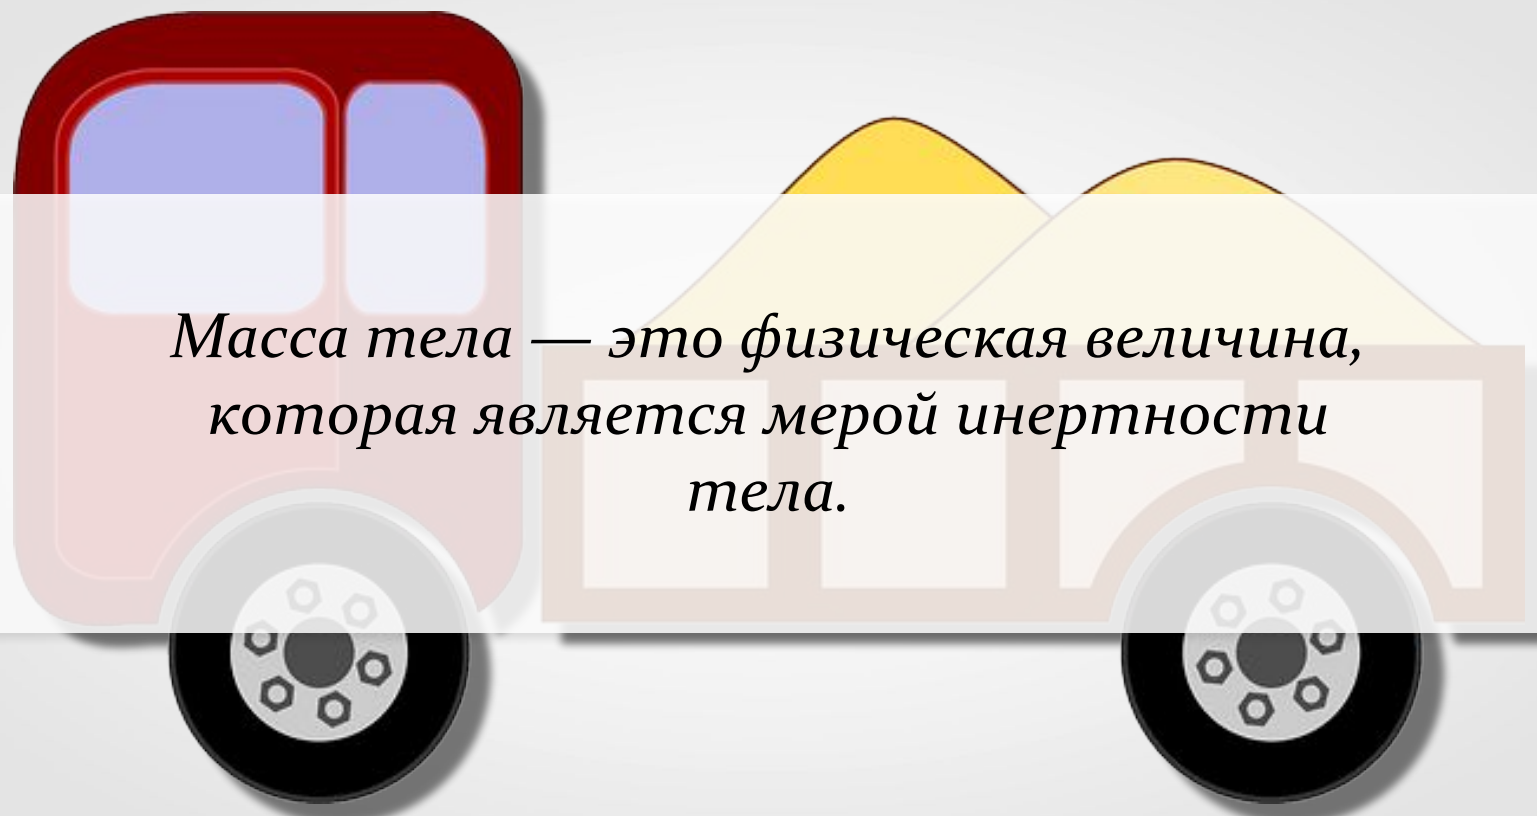 Масса тела — это физическая величина,
которая является мерой инертности
тела.